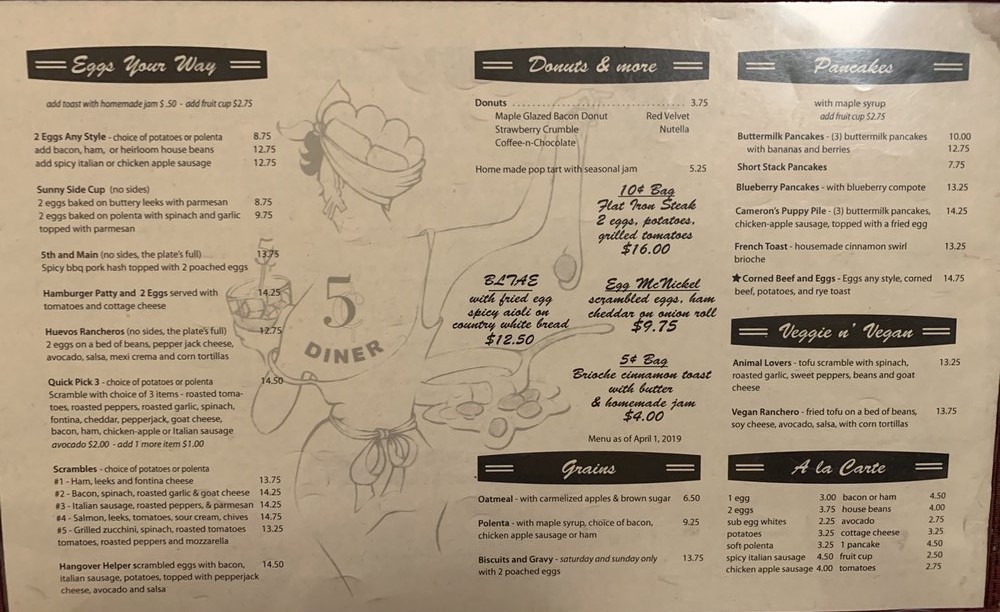 Eggs Your Way
add toast with homemade jam $ .50 - add fruit cup $2.75
2 Eggs Any Style - choice of potatoes or polenta 8.75
add bacon, ham, or heirloom house beans 12.75
add spicy italian or chicken apple sausage 12.75
Sunny Side Cup (no sides)
2 eggs baked on buttery leeks with parmesan 8.75
2 eggs baked on polenta with spinach and garlic 9.75
topped with parmesan
5th and Main (no sides, the plate's full) 13.75
Spicy bbq pork hash topped with 2 poached eggs
Hamburger Patty and 2 Eggs served with 14.25
tomatoes and cottage cheese
Huevos Rancheros (no sides, the plate's full) 12.75
2 eggs on a bed of beans, pepper jack cheese,
avocado, salsa, mexi crema and corn tortillas
Quick Pick 3 - choice of potatoes or polenta 14.50
Scramble with choice of 3 items - roasted toma-
toes, roasted peppers, roasted garlic, spinach,
fontina, cheddar, pepperjack, goat cheese,
bacon, ham, chicken-apple or Italian sausage
avocado $2.00 - add 1 more item $1.00
Scrambles - choice of potatoes or polenta
#1 - Ham, leeks and fontina cheese 13.75
#2 - Bacon, spinach, roasted garlic & goat cheese 14.25
#3 - Italian sausage, roasted peppers, & parmesan 14.25
#4 - Salmon, leeks, tomatoes, sour cream, chives 14.75
#5 - Grilled zucchini, spinach, roasted tomatoes 13.25
tomatoes, roasted peppers and mozzarella
Hangover Helper scrambled eggs with bacon, 14.50
italian sausage, potatoes, topped with pepperjack
cheese, avocado and salsa
5
DINER
Donuts & more
Donuts 3.75
Maple Glazed Bacon Donut Red Velvet
Strawberry Crumble Nutella
Coffee-n-Chocolate
Home made pop tart with seasonal jam 5.25
10¢ Bag
Flat Iron Steak
2 eggs, potatoes,
grilled tomatoes
$16.00
BLTAE
with fried egg
spicy aioli on
country white bread
$12.50
Egg McNickel
scrambled eggs, ham
cheddar on onion roll
$9.75
5¢ Bag
Brioche cinnamon toast
with butter
& homemade jam
$4.00
Menu as of April 1, 2019
Grains
Oatmeal - with carmelized apples & brown sugar 6.50
Polenta - with maple syrup, choice of bacon, 9.25
chicken apple sausage or ham
Biscuits and Gravy - saturday and sunday only 13.75
with 2 poached eggs
Pancakes
with maple syrup
add fruit cup $2.75
Buttermilk Pancakes - (3) buttermilk pancakes 10.00
with bananas and berries 12.75
Short Stack Pancakes 7.75
Blueberry Pancakes - with blueberry compote 13.25
Cameron's Puppy Pile - (3) buttermilk pancakes, 14.25
chicken-apple sausage, topped with a fried egg
French Toast - housemade cinnamon swirl 13.25
brioche
★Corned Beef and Eggs - Eggs any style, corned 14.75
beef, potatoes, and rye toast
Veggie n' Vegan
Animal Lovers - tofu scramble with spinach, 13.25
roasted garlic, sweet peppers, beans and goat
cheese
Vegan Ranchero - fried tofu on a bed of beans, 13.75
soy cheese, avocado, salsa, with corn tortillas
A la Carte
1 egg 3.00 bacon or ham 4.50
2 eggs 3.75 house beans 4.00
sub egg whites 2.25 avocado 2.75
potatoes 3.25 cottage cheese 3.25
soft polenta 3.25 1 pancake 4.50
spicy italian sausage 4.50 fruit cup 2.50
chicken apple sausage 4.00 tomatoes 2.75